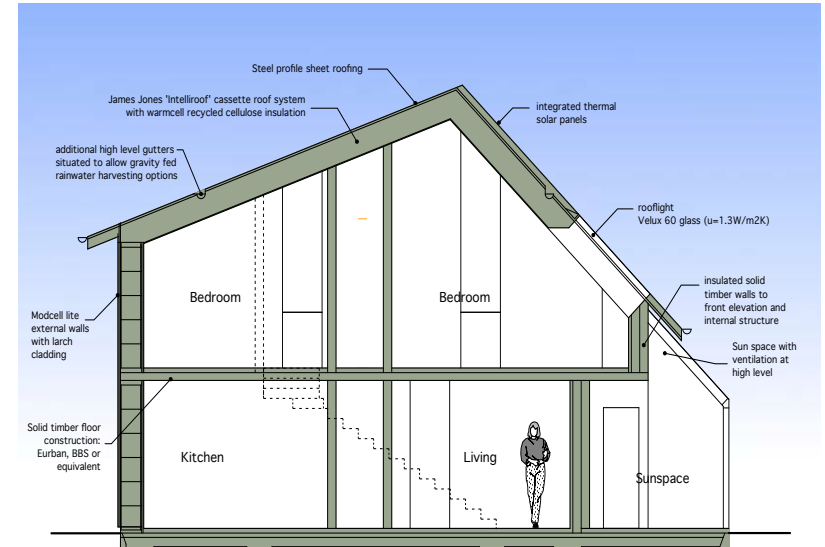 Steel profile sheet roofing
James Jones 'Intelliroof' cassette roof system
with warmcell recycled cellulose insulation
integrated thermal
solar panels
additional high level gutters
situated to allow gravity fed
rainwater harvesting options
rooflight
Velux 60 glass (u=1.3W/m2K)
insulated solid
timber walls to
front elevation and
internal structure
Bedroom
Bedroom
Modcell lite
external walls
with larch
cladding
Sun space with
ventilation at
high level
Solid timber floor
construction:
Eurban, BBS or
equivalent
Kitchen
Living
Sunspace